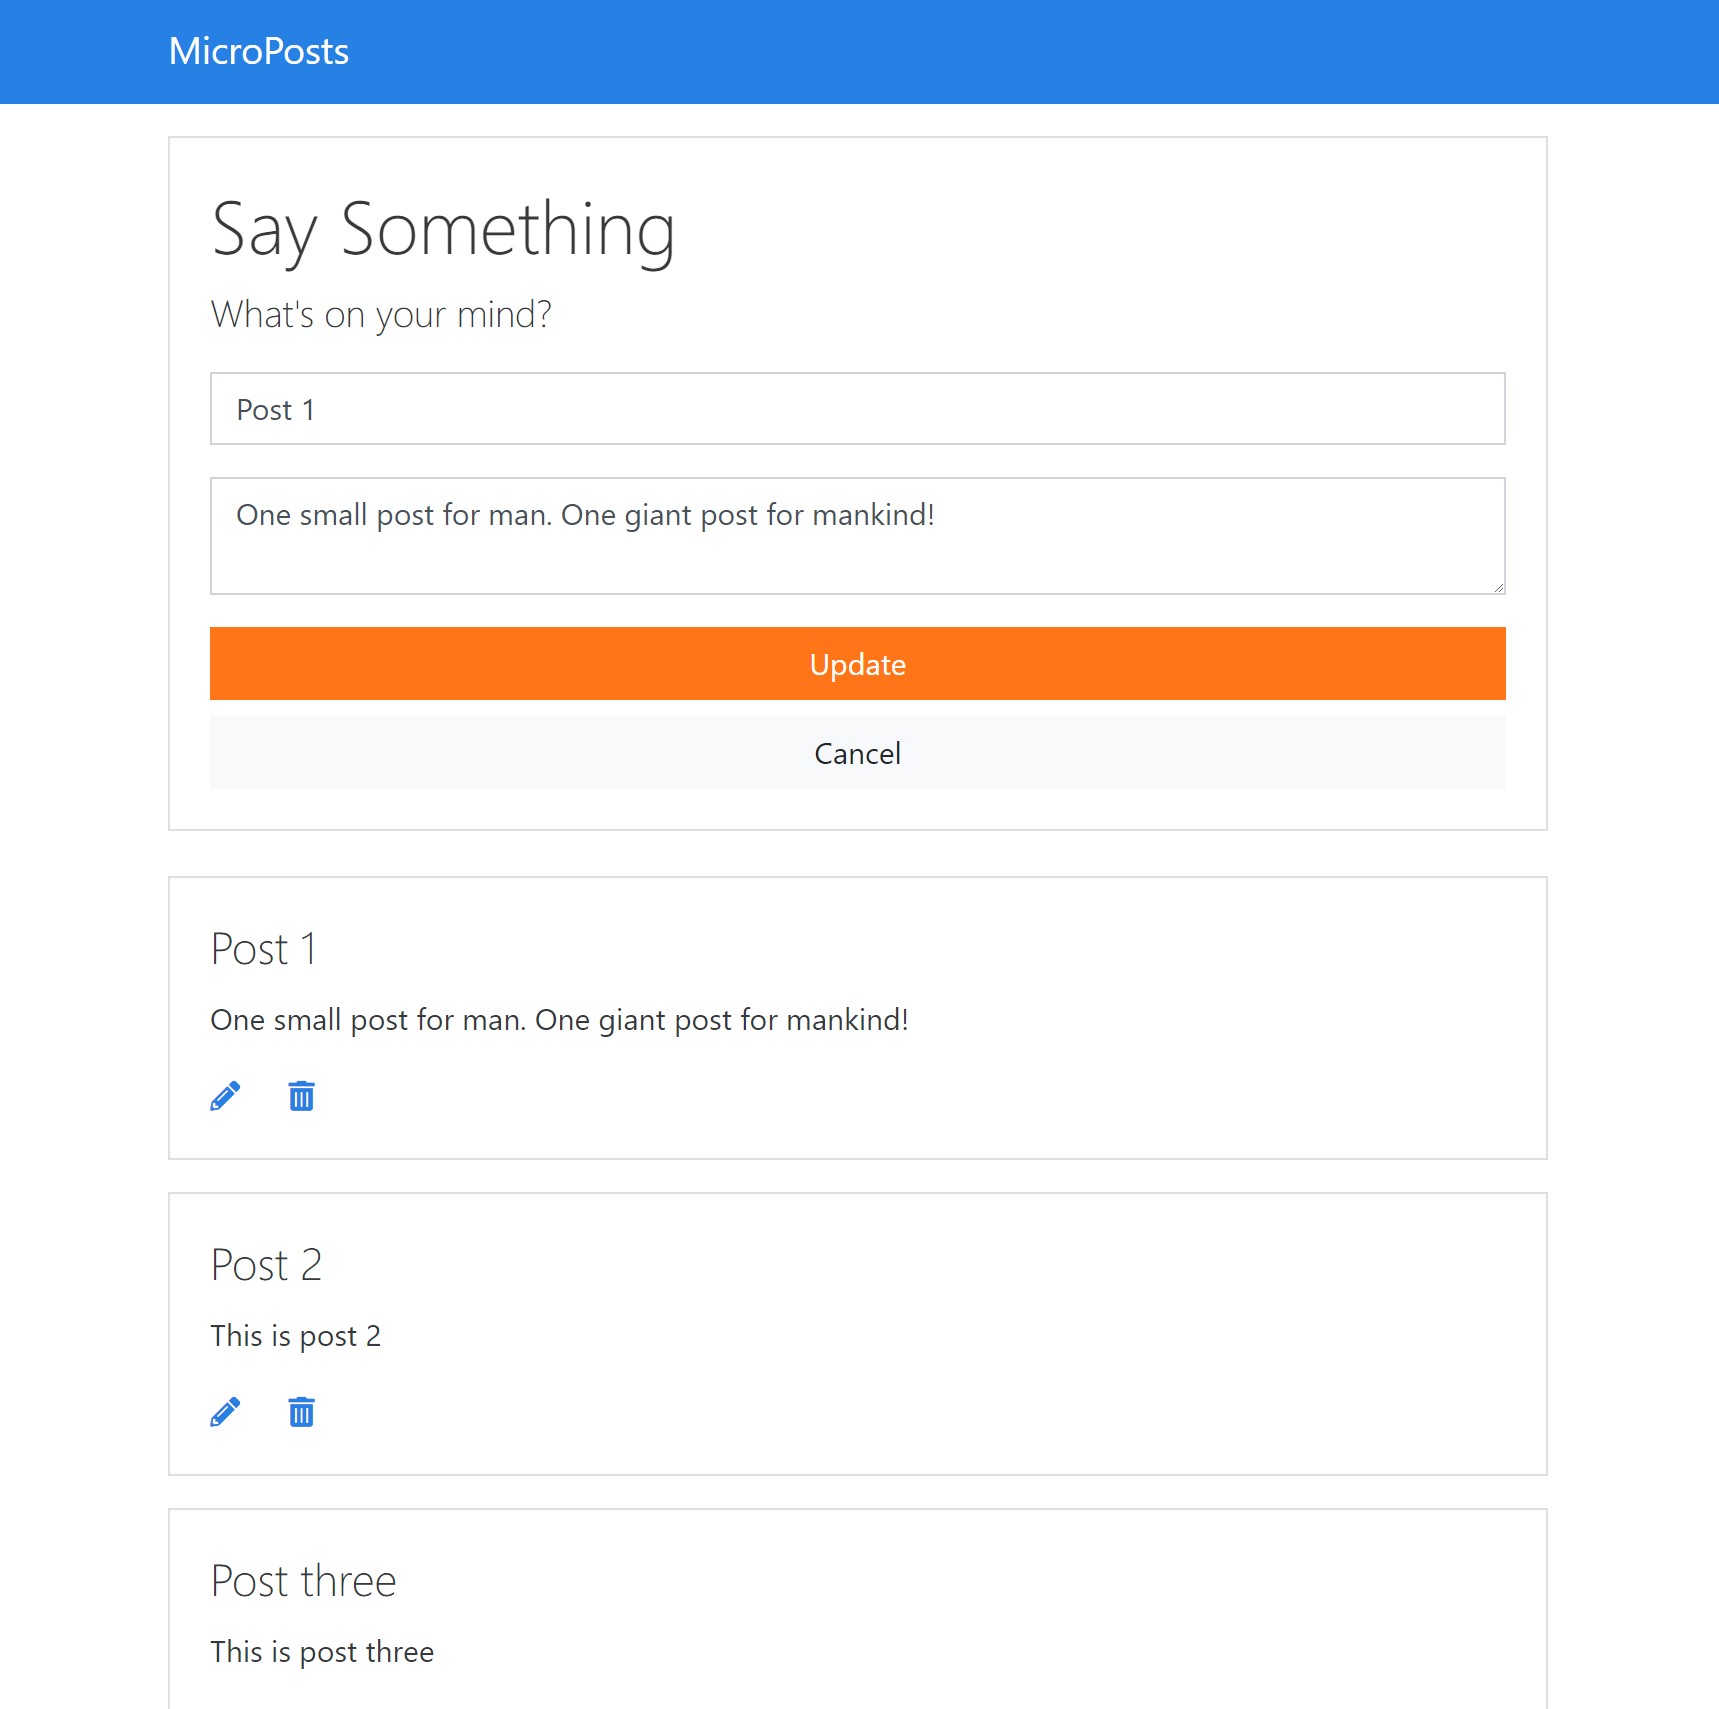 MicroPosts
Say Something
What's on your mind?
Post 1
One small post for man. One giant post for mankind!
Update
Cancel
Post 1
One small post for man. One giant post for mankind!
Post 2
This is post 2
Post three
This is post three